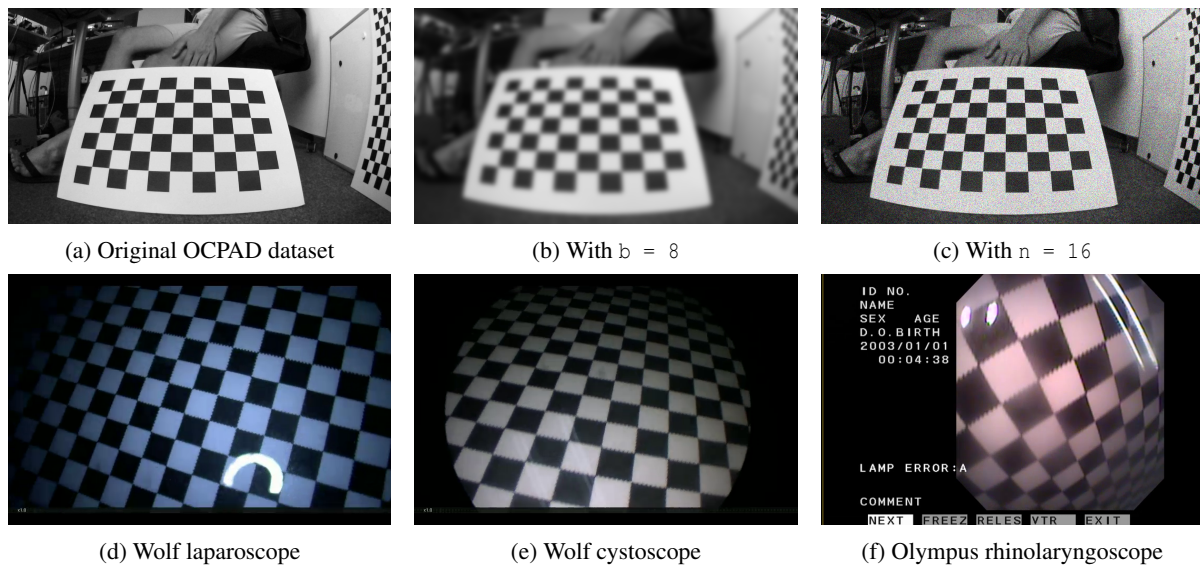 (a) Original OCPAD dataset
(b) With b = 8
(c) With n = 16
ID NO.
NAME
SEX AGE
D.O.BIRTH
2003/01/01
00:04:38
LAMP ERROR:A
COMMENT
NEXT FREEZ RELES VTR EXIT
(d) Wolf laparoscope
(e) Wolf cystoscope
(f) Olympus rhinolaryngoscope